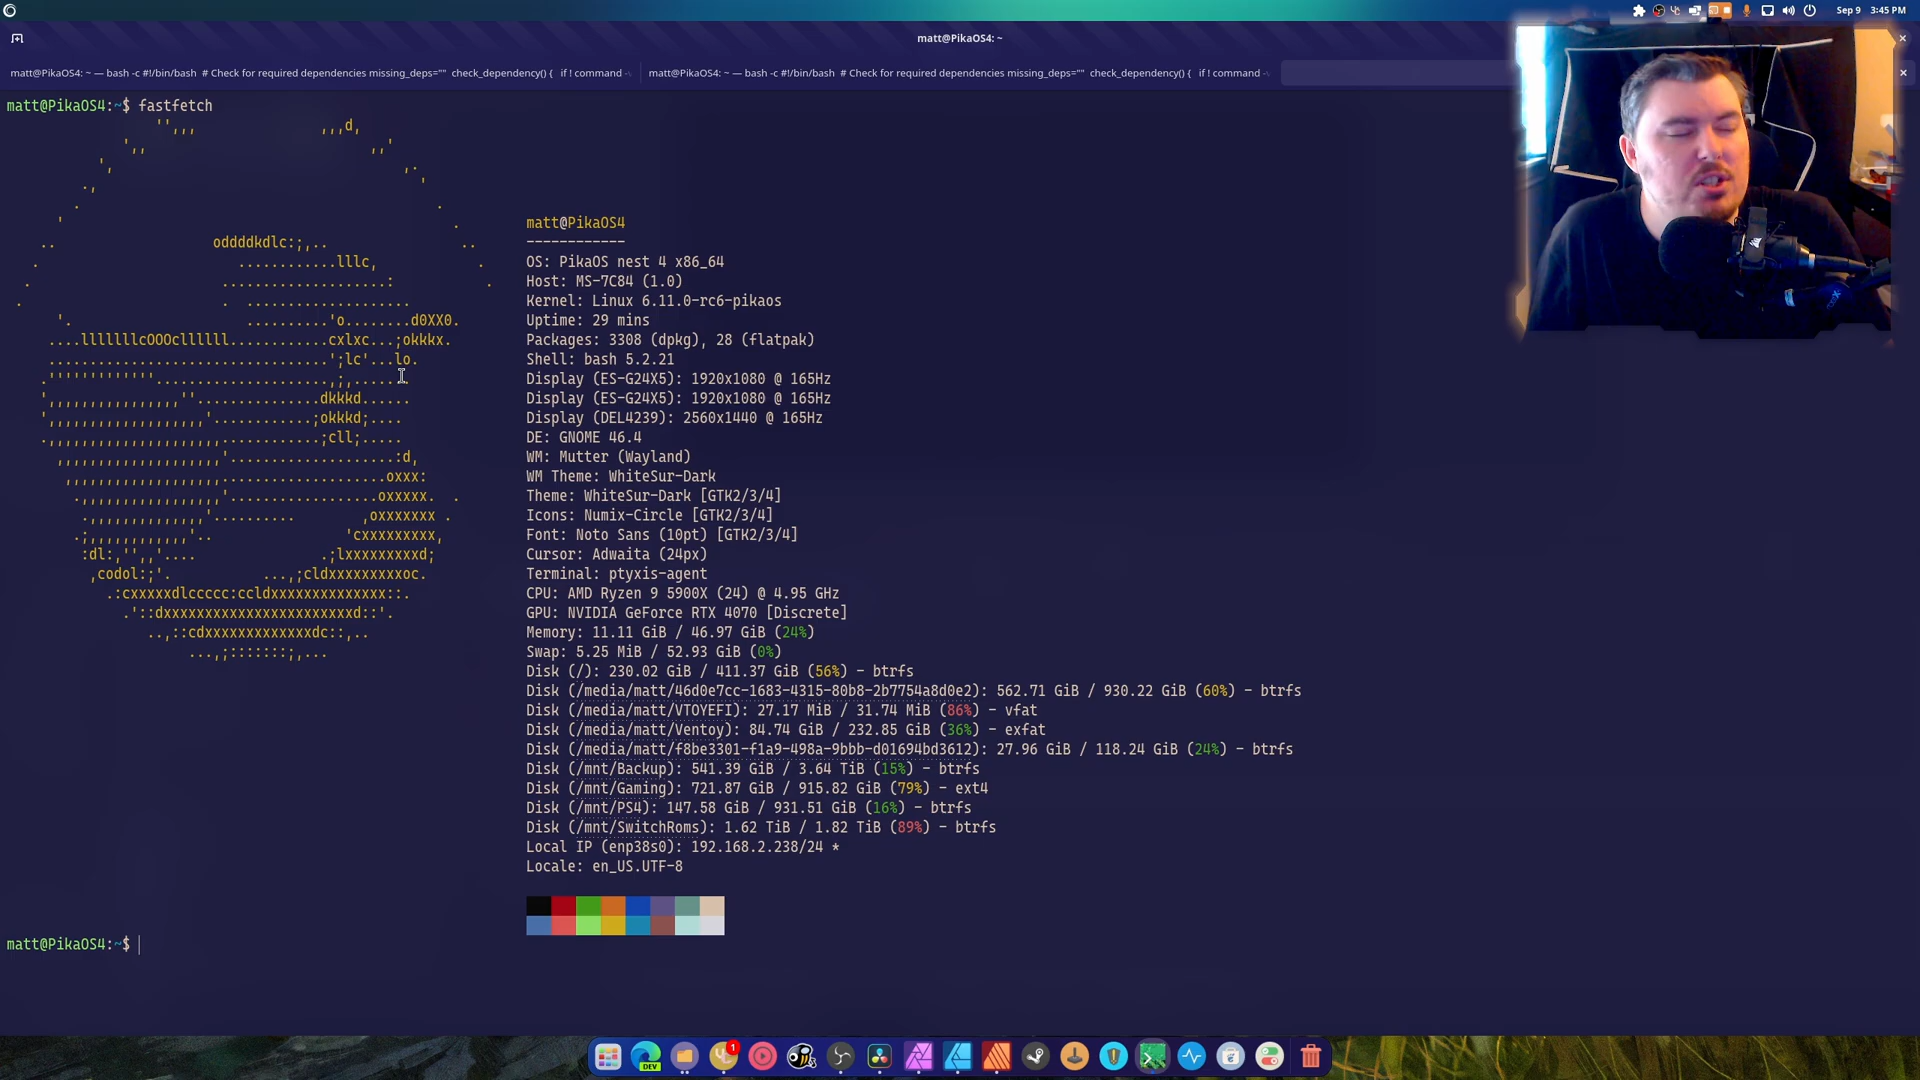 Sep 9 3:45 PM
matt@PikaOS4: ~
matt@PikaOS4: ~ — bash -c #!/bin/bash # Check for required dependencies missing_deps="" check_dependency() { if ! command -
matt@PikaOS4: ~ — bash -c #!/bin/bash # Check for required dependencies missing_deps="" check_dependency() { if ! command -
matt@PikaOS4:~$ fastfetch
matt@PikaOS4
------------
OS: PikaOS nest 4 x86_64
Host: MS-7C84 (1.0)
Kernel: Linux 6.11.0-rc6-pikaos
Uptime: 29 mins
Packages: 3308 (dpkg), 28 (flatpak)
Shell: bash 5.2.21
Display (ES-G24X5): 1920x1080 @ 165Hz
Display (ES-G24X5): 1920x1080 @ 165Hz
Display (DEL4239): 2560x1440 @ 165Hz
DE: GNOME 46.4
WM: Mutter (Wayland)
WM Theme: WhiteSur-Dark
Theme: WhiteSur-Dark [GTK2/3/4]
Icons: Numix-Circle [GTK2/3/4]
Font: Noto Sans (10pt) [GTK2/3/4]
Cursor: Adwaita (24px)
Terminal: ptyxis-agent
CPU: AMD Ryzen 9 5900X (24) @ 4.95 GHz
GPU: NVIDIA GeForce RTX 4070 [Discrete]
Memory: 11.11 GiB / 46.97 GiB (24%)
Swap: 5.25 MiB / 52.93 GiB (0%)
Disk (/): 230.02 GiB / 411.37 GiB (56%) - btrfs
Disk (/media/matt/46d0e7cc-1683-4315-80b8-2b7754a8d0e2): 562.71 GiB / 930.22 GiB (60%) - btrfs
Disk (/media/matt/VTOYEFI): 27.17 MiB / 31.74 MiB (86%) - vfat
Disk (/media/matt/Ventoy): 84.74 GiB / 232.85 GiB (36%) - exfat
Disk (/media/matt/f8be3301-f1a9-498a-9bbb-d01694bd3612): 27.96 GiB / 118.24 GiB (24%) - btrfs
Disk (/mnt/Backup): 541.39 GiB / 3.64 TiB (15%) - btrfs
Disk (/mnt/Gaming): 721.87 GiB / 915.82 GiB (79%) - ext4
Disk (/mnt/PS4): 147.58 GiB / 931.51 GiB (16%) - btrfs
Disk (/mnt/SwitchRoms): 1.62 TiB / 1.82 TiB (89%) - btrfs
Local IP (enp38s0): 192.168.2.238/24 *
Locale: en_US.UTF-8
matt@PikaOS4:~$
DEV
1